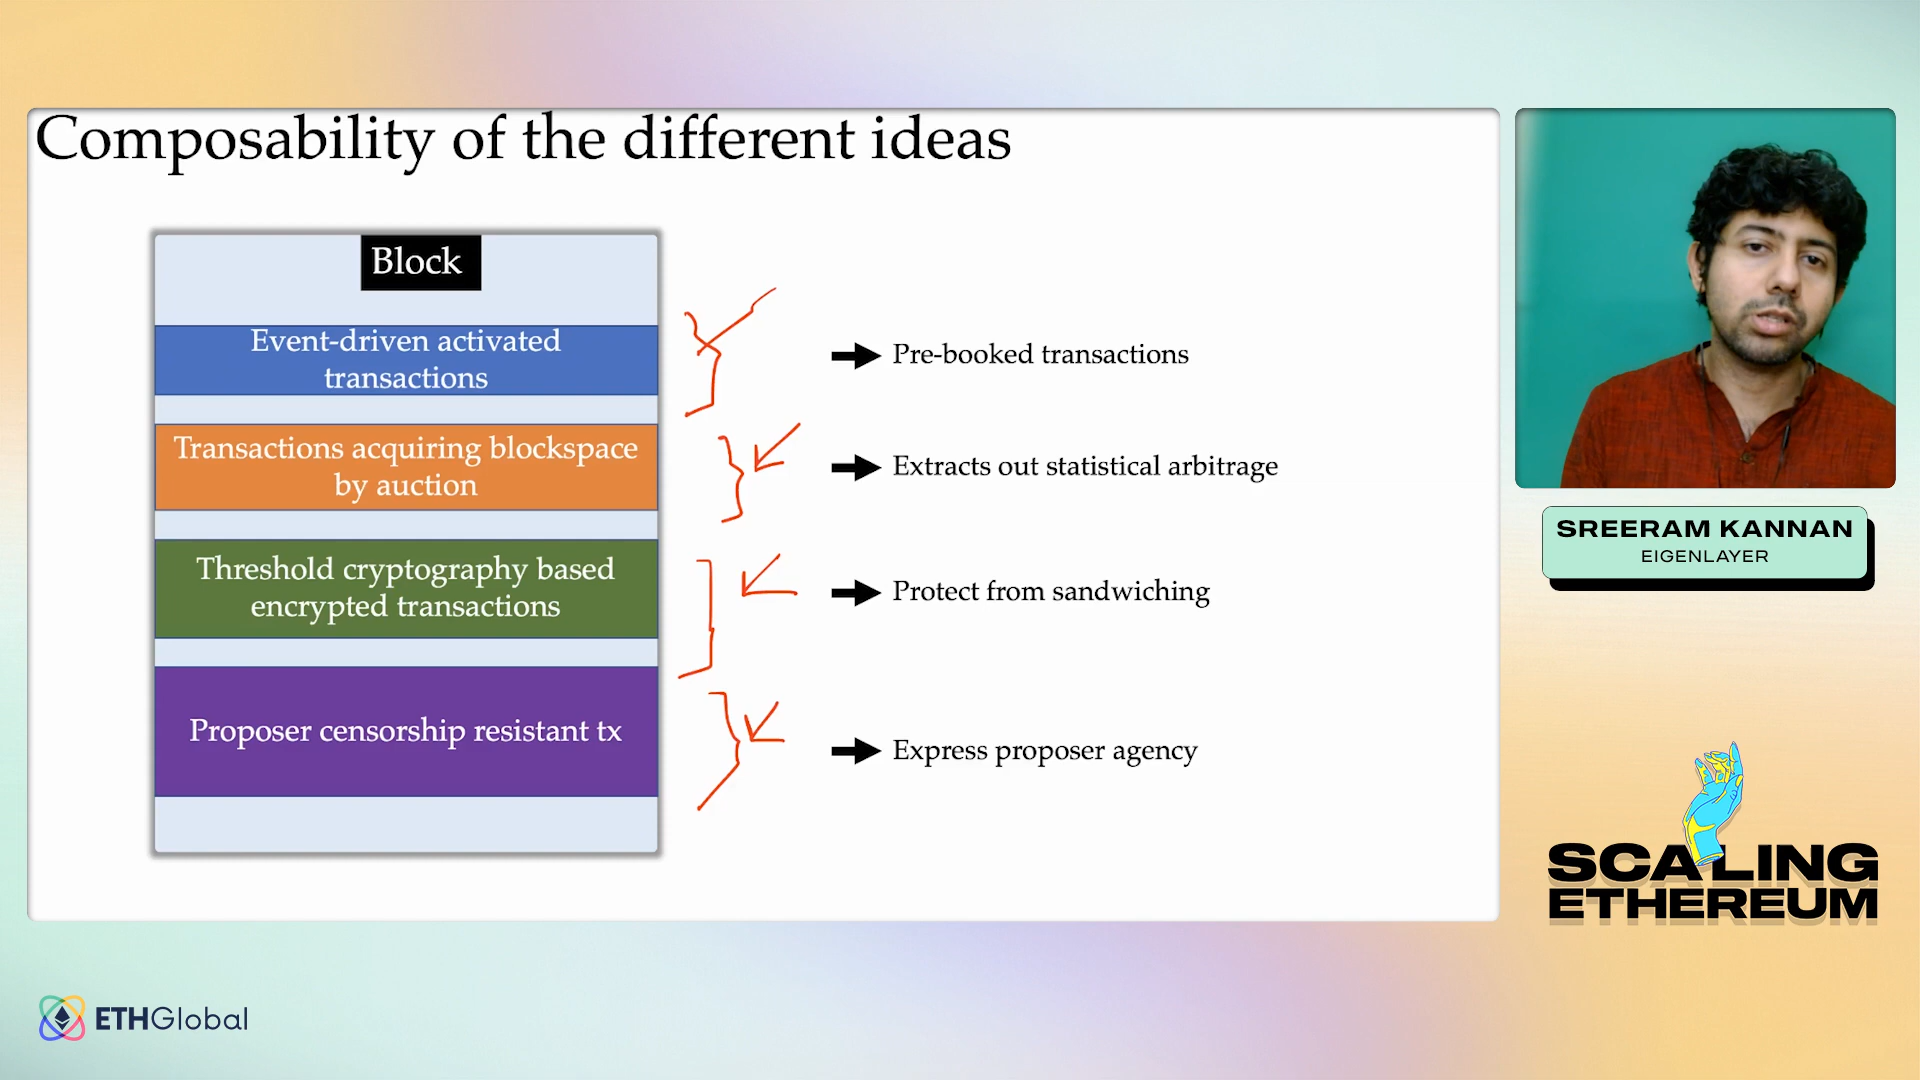 Composability of the different ideas
Block
Event-driven activated
transactions
Pre-booked transactions
Transactions acquiring blockspace
by auction
Extracts out statistical arbitrage
Threshold cryptography based
encrypted transactions
Protect from sandwiching
Proposer censorship resistant tx
Express proposer agency
SREERAM KANNAN
EIGENLAYER
SCALING
ETHEREUM
ETHGlobal